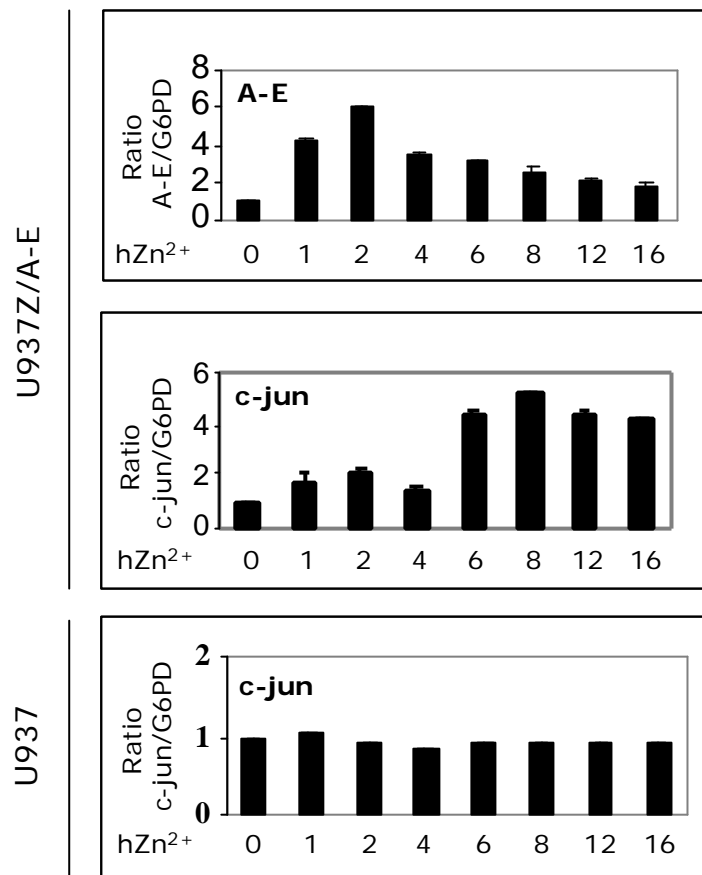 U937Z/A-E
Ratio
A-E/G6PD
8
6
4
2
0
A-E
hZn²⁺ 0 1 2 4 6 8 12 16
Ratio
c-jun/G6PD
6
4
2
0
c-jun
hZn²⁺ 0 1 2 4 6 8 12 16
U937
Ratio
c-jun/G6PD
2
1
0
c-jun
hZn²⁺ 0 1 2 4 6 8 12 16